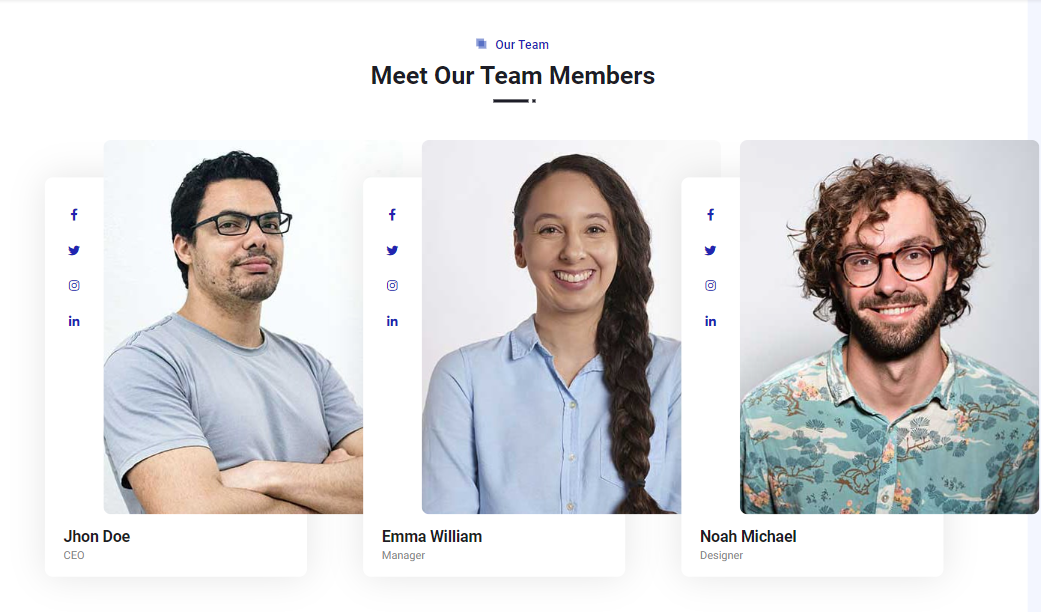 Our Team
Meet Our Team Members
Jhon Doe
CEO
Emma William
Manager
Noah Michael
Designer